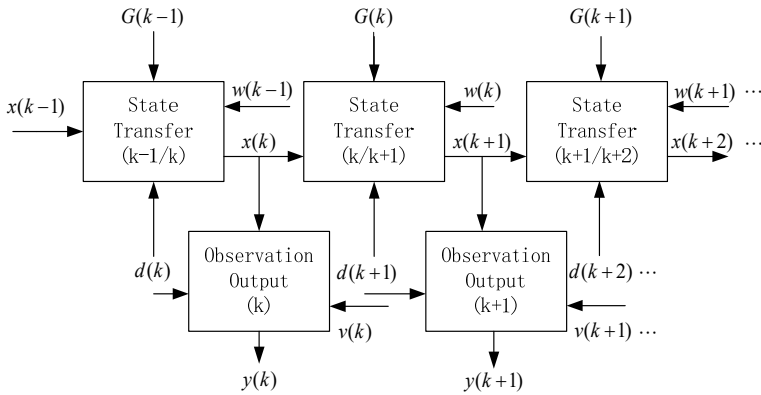 G(k−1)
G(k)
G(k+1)
x(k−1)
State
Transfer
(k-1/k)
w(k−1)
State
Transfer
(k/k+1)
w(k)
State
Transfer
(k+1/k+2)
w(k+1) ⋯
x(k)
x(k+1)
x(k+2) ⋯
d(k)
Observation
Output
(k)
v(k)
d(k+1)
Observation
Output
(k+1)
d(k+2) ⋯
v(k+1) ⋯
y(k)
y(k+1)